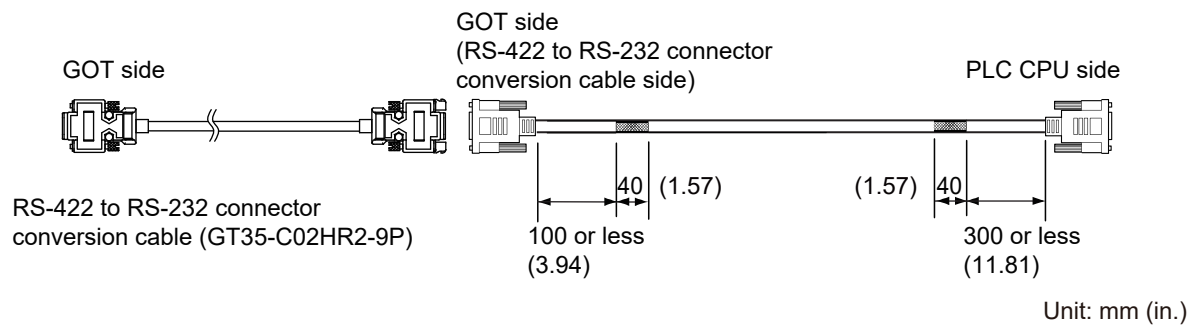 GOT side
RS-422 to RS-232 connector
conversion cable (GT35-C02HR2-9P)
GOT side
(RS-422 to RS-232 connector
conversion cable side)
PLC CPU side
40 (1.57)
100 or less
(3.94)
(1.57) 40
300 or less
(11.81)
Unit: mm (in.)